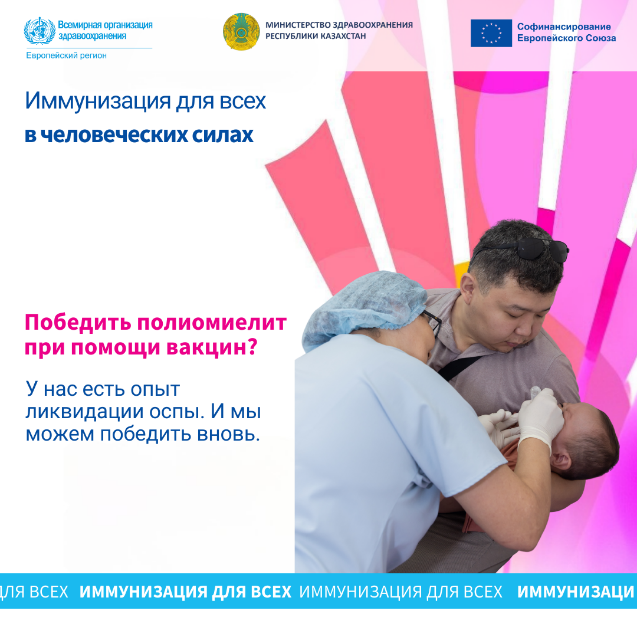 Всемирная организация
здравоохранения
Европейский регион
МИНИСТЕРСТВО ЗДРАВООХРАНЕНИЯ
РЕСПУБЛИКИ КАЗАХСТАН
Софинансирование
Европейского Союза
Иммунизация для всех
в человеческих силах
Победить полиомиелит
при помощи вакцин?
У нас есть опыт
ликвидации оспы. И мы
можем победить вновь.
ДЛЯ ВСЕХ ИММУНИЗАЦИЯ ДЛЯ ВСЕХ ИММУНИЗАЦИЯ ДЛЯ ВСЕХ ИММУНИЗАЦИ